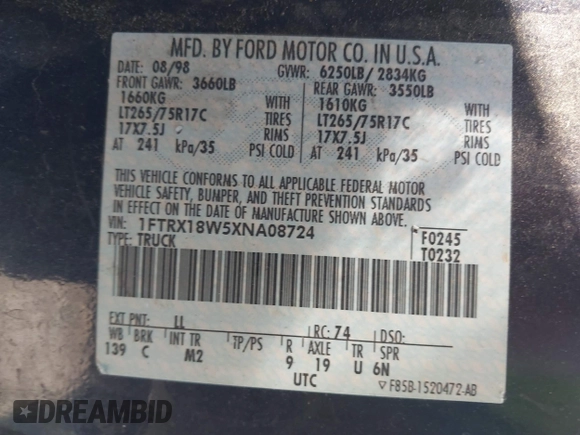 MFD. BY FORD MOTOR CO. IN U.S.A.
DATE: 08/98 GVWR: 6250LB/ 2834KG
FRONT GAWR: 3660LB REAR GAWR: 3550LB
1660KG WITH 1610KG WITH
LT265/75R17C TIRES LT265/75R17C TIRES
17X7.5J RIMS 17X7.5J RIMS
AT 241 kPa/35 PSI COLD AT 241 kPa/35 PSI COLD
THIS VEHICLE CONFORMS TO ALL APPLICABLE FEDERAL MOTOR
VEHICLE SAFETY, BUMPER, AND THEFT PREVENTION STANDARDS
IN EFFECT ON THE DATE OF MANUFACTURE SHOWN ABOVE.
VIN: 1FTRX18W5XNA08724 F0245
TYPE: TRUCK T0232
EXT PNT: LL RC: 74 DSO:
WB BRK INT TR TP/PS R AXLE TR SPR
139 C M2 9 19 U 6N
UTC
F85B-1520472-AB
DREAMBID